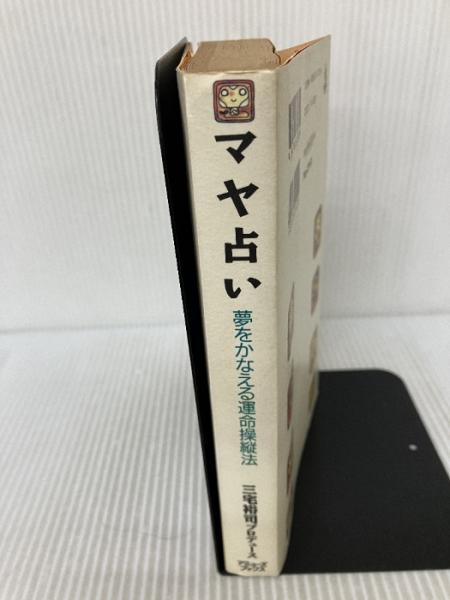 マヤ占い
夢をかなえる運命操縦法
三宅裕司プロデュース